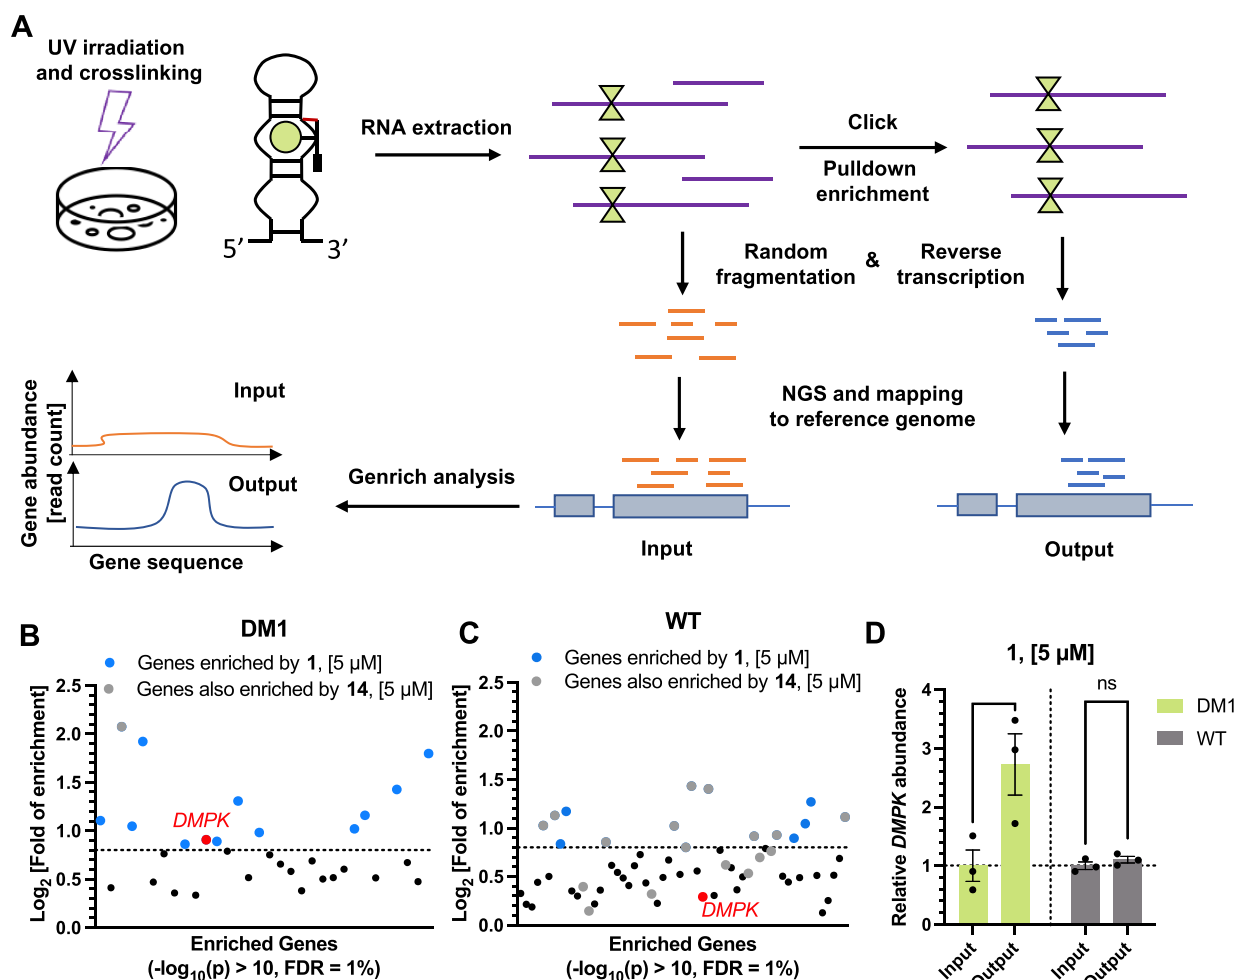 A
UV irradiation
and crosslinking
5’
3’
RNA extraction
Click
Pulldown
enrichment
Random
fragmentation
&
Reverse
transcription
NGS and mapping
to reference genome
Gene abundance
[read count]
Input
Output
Gene sequence
Genrich analysis
Input
Output
B
DM1
Genes enriched by 1, [5 µM]
Genes also enriched by 14, [5 µM]
Log2 [Fold of enrichment]
2.5
2.0
1.5
1.0
0.5
0.0
DMPK
Enriched Genes
(-log10(p) > 10, FDR = 1%)
C
WT
Genes enriched by 1, [5 µM]
Genes also enriched by 14, [5 µM]
Log2 [Fold of enrichment]
2.5
2.0
1.5
1.0
0.5
0.0
DMPK
Enriched Genes
(-log10(p) > 10, FDR = 1%)
D
1, [5 µM]
Relative DMPK abundance
4
3
2
1
0
ns
DM1
WT
Input
Output
Input
Output